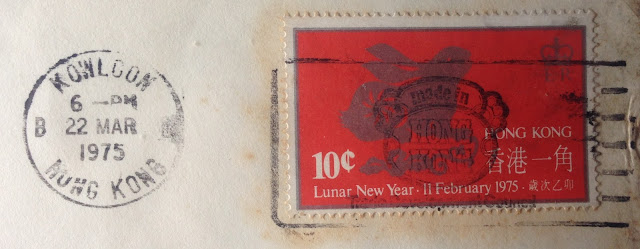 KOWLOON
6 -PM
B 22 MAR
1975
HONG KONG
made in
HONG
KONG
HONG KONG
10¢ 香港一角
Lunar New Year · 11 February 1975 · 歲次乙卯